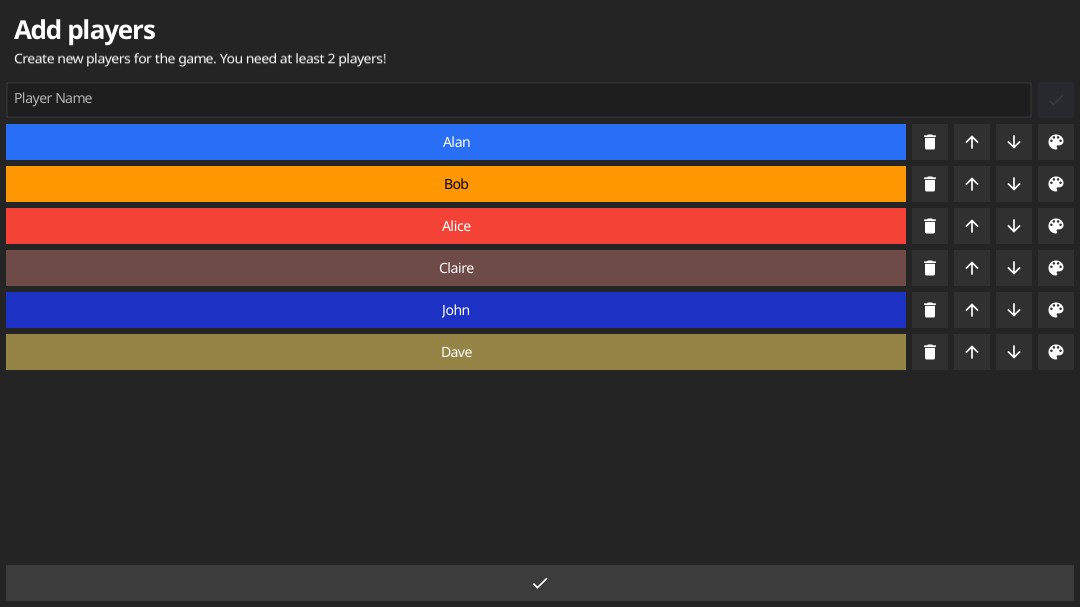 Add players
Create new players for the game. You need at least 2 players!
Player Name
Alan
Bob
Alice
Claire
John
Dave